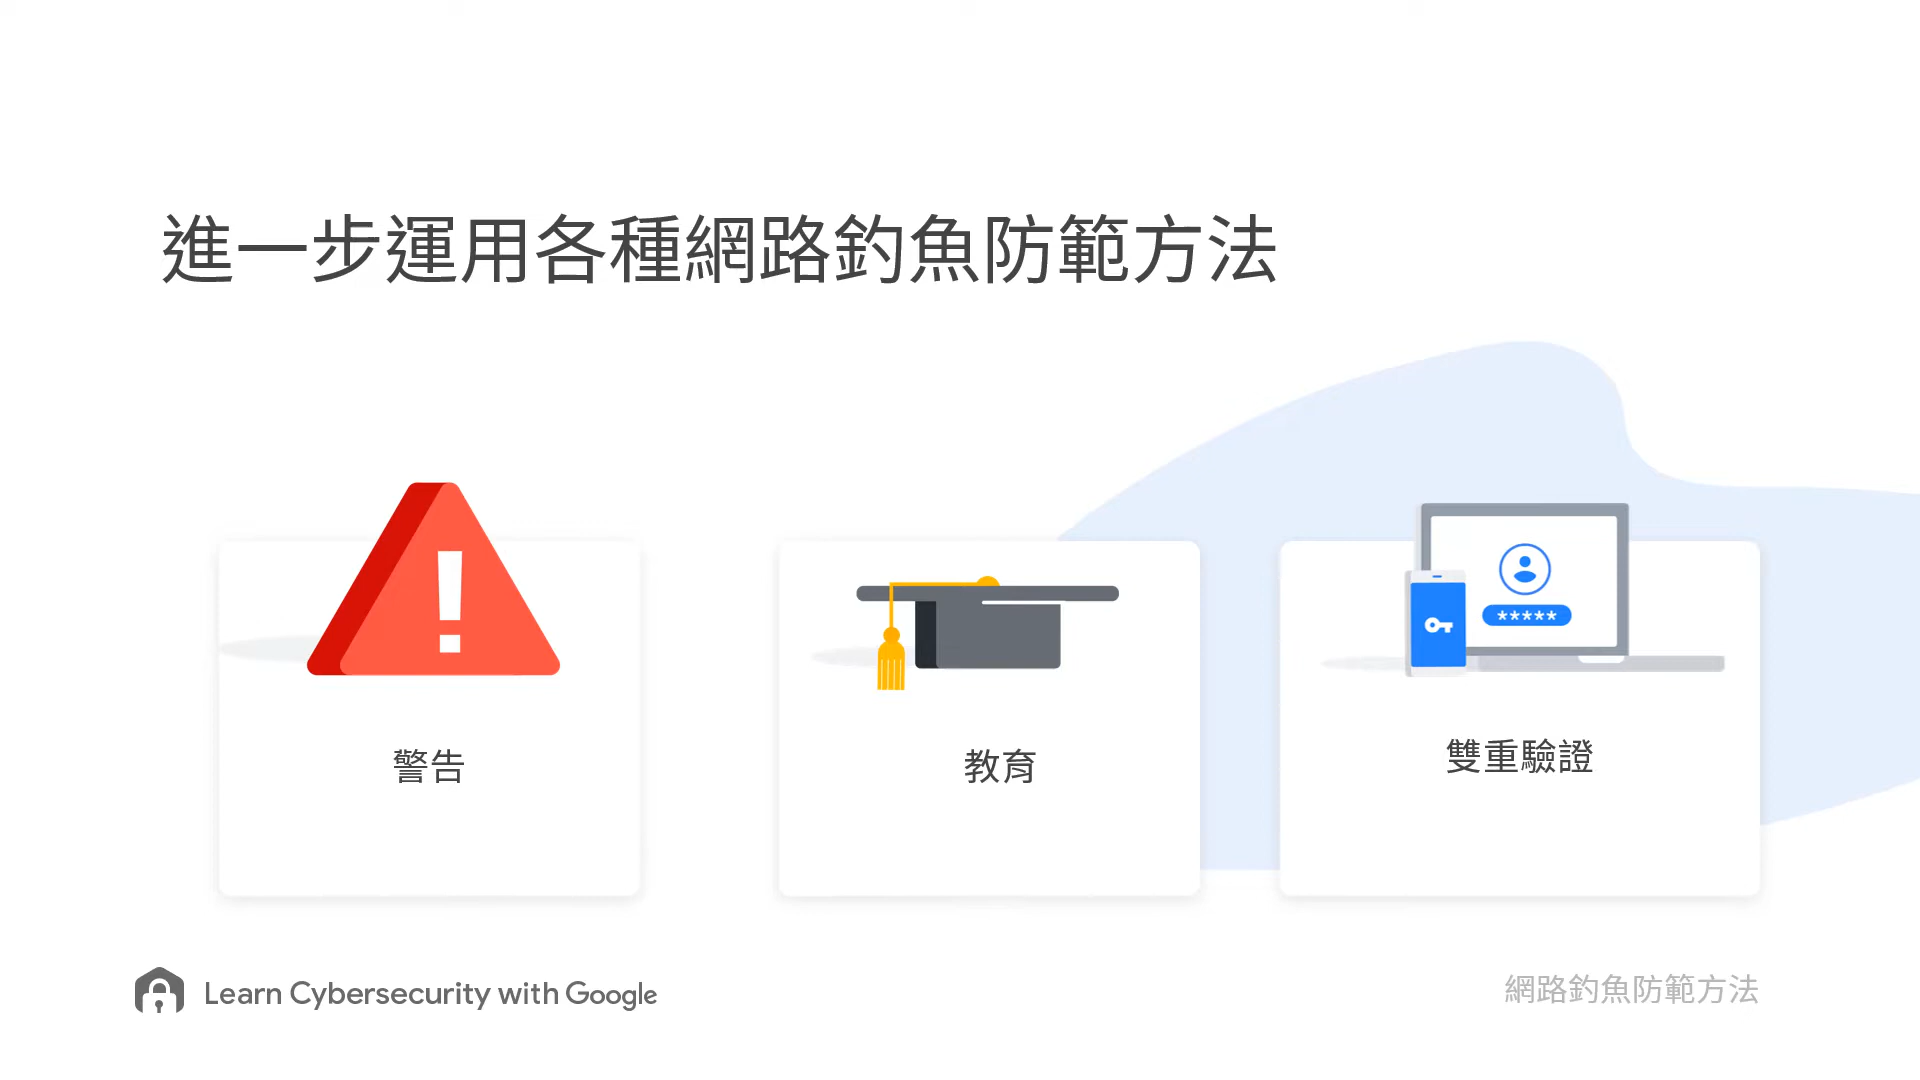 進一步運用各種網路釣魚防範方法
*****
警告
教育
雙重驗證
Learn Cybersecurity with Google
網路釣魚防範方法